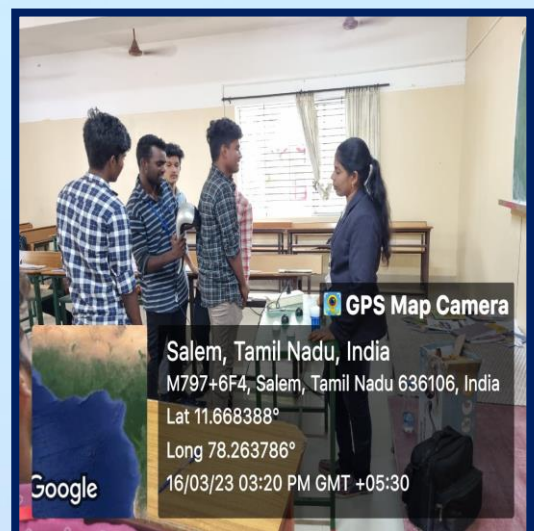 GPS Map Camera
Salem, Tamil Nadu, India
M797+6F4, Salem, Tamil Nadu 636106, India
Lat 11.668388°
Long 78.263786°
16/03/23 03:20 PM GMT +05:30
Google